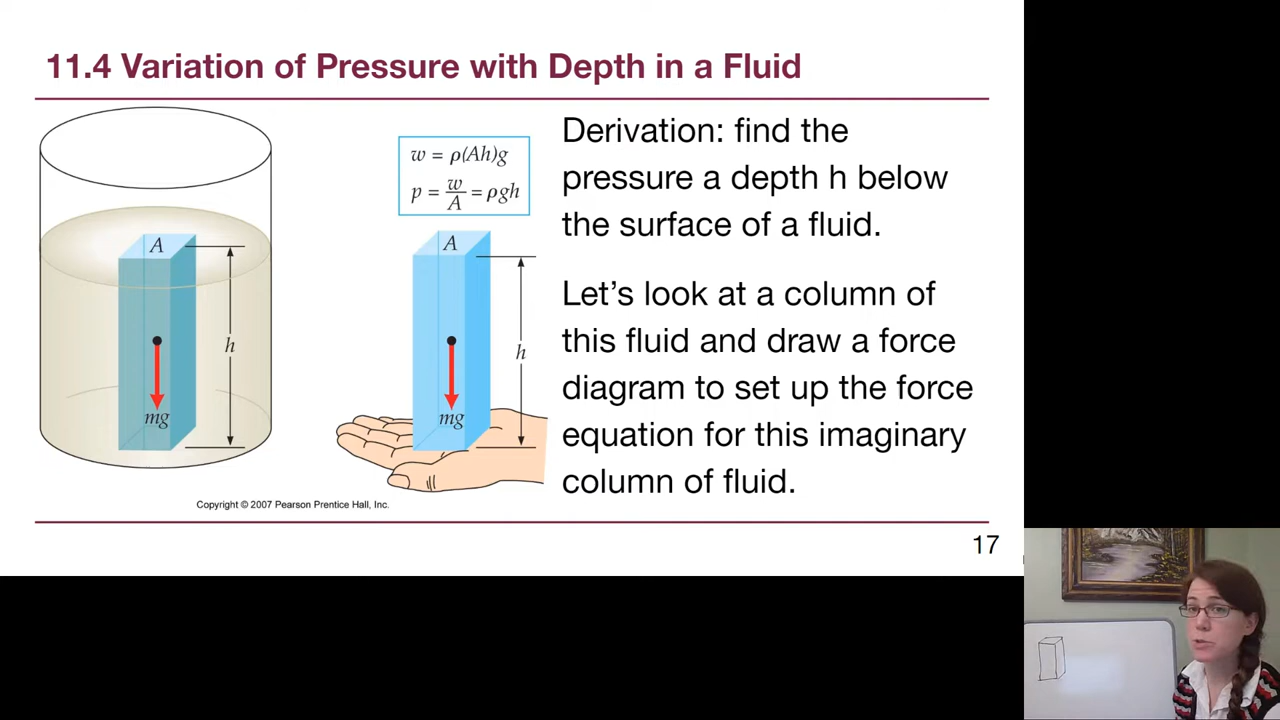 11.4 Variation of Pressure with Depth in a Fluid
A
h
mg
w = ρ(Ah)g
p = w/A = ρgh
A
h
mg
Copyright © 2007 Pearson Prentice Hall, Inc.
Derivation: find the
pressure a depth h below
the surface of a fluid.
Let’s look at a column of
this fluid and draw a force
diagram to set up the force
equation for this imaginary
column of fluid.
17